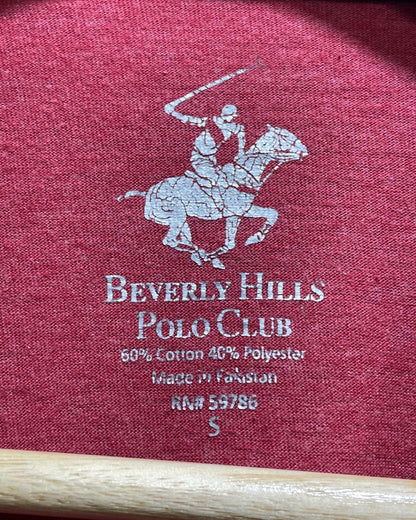 BEVERLY HILLS
POLO CLUB
60% Cotton 40% Polyester
Made in Pakistan
RN# 59786
S